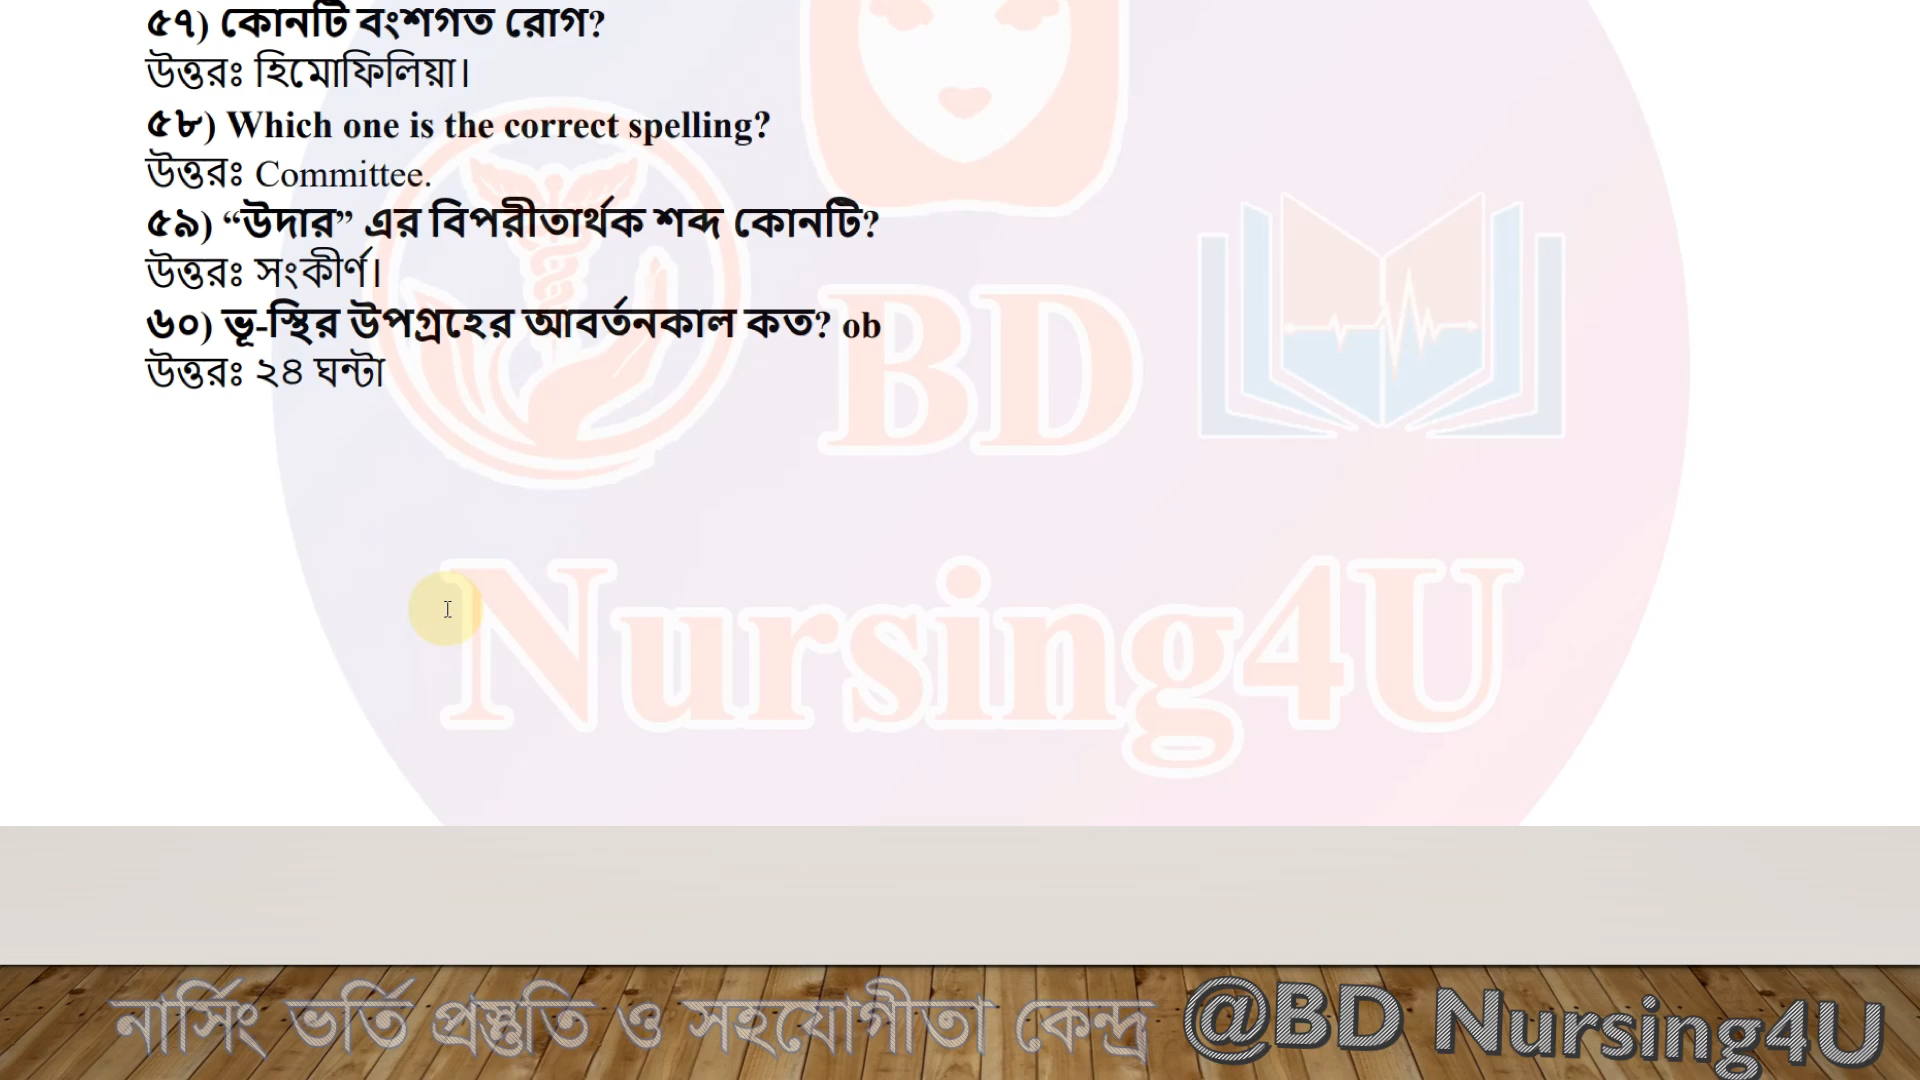 ৫৭) কোনটি বংশগত রোগ?
উত্তরঃ হিমোফিলিয়া।
৫৮) Which one is the correct spelling?
উত্তরঃ Committee.
৫৯) “উদার” এর বিপরীতার্থক শব্দ কোনটি?
উত্তরঃ সংকীর্ণ।
৬০) ভূ-স্থির উপগ্রহের আবর্তনকাল কত? ob
উত্তরঃ ২৪ ঘন্টা
BD
Nursing4U
নার্সিং ভর্তি প্রস্তুতি ও সহযোগীতা কেন্দ্র @BD Nursing4U